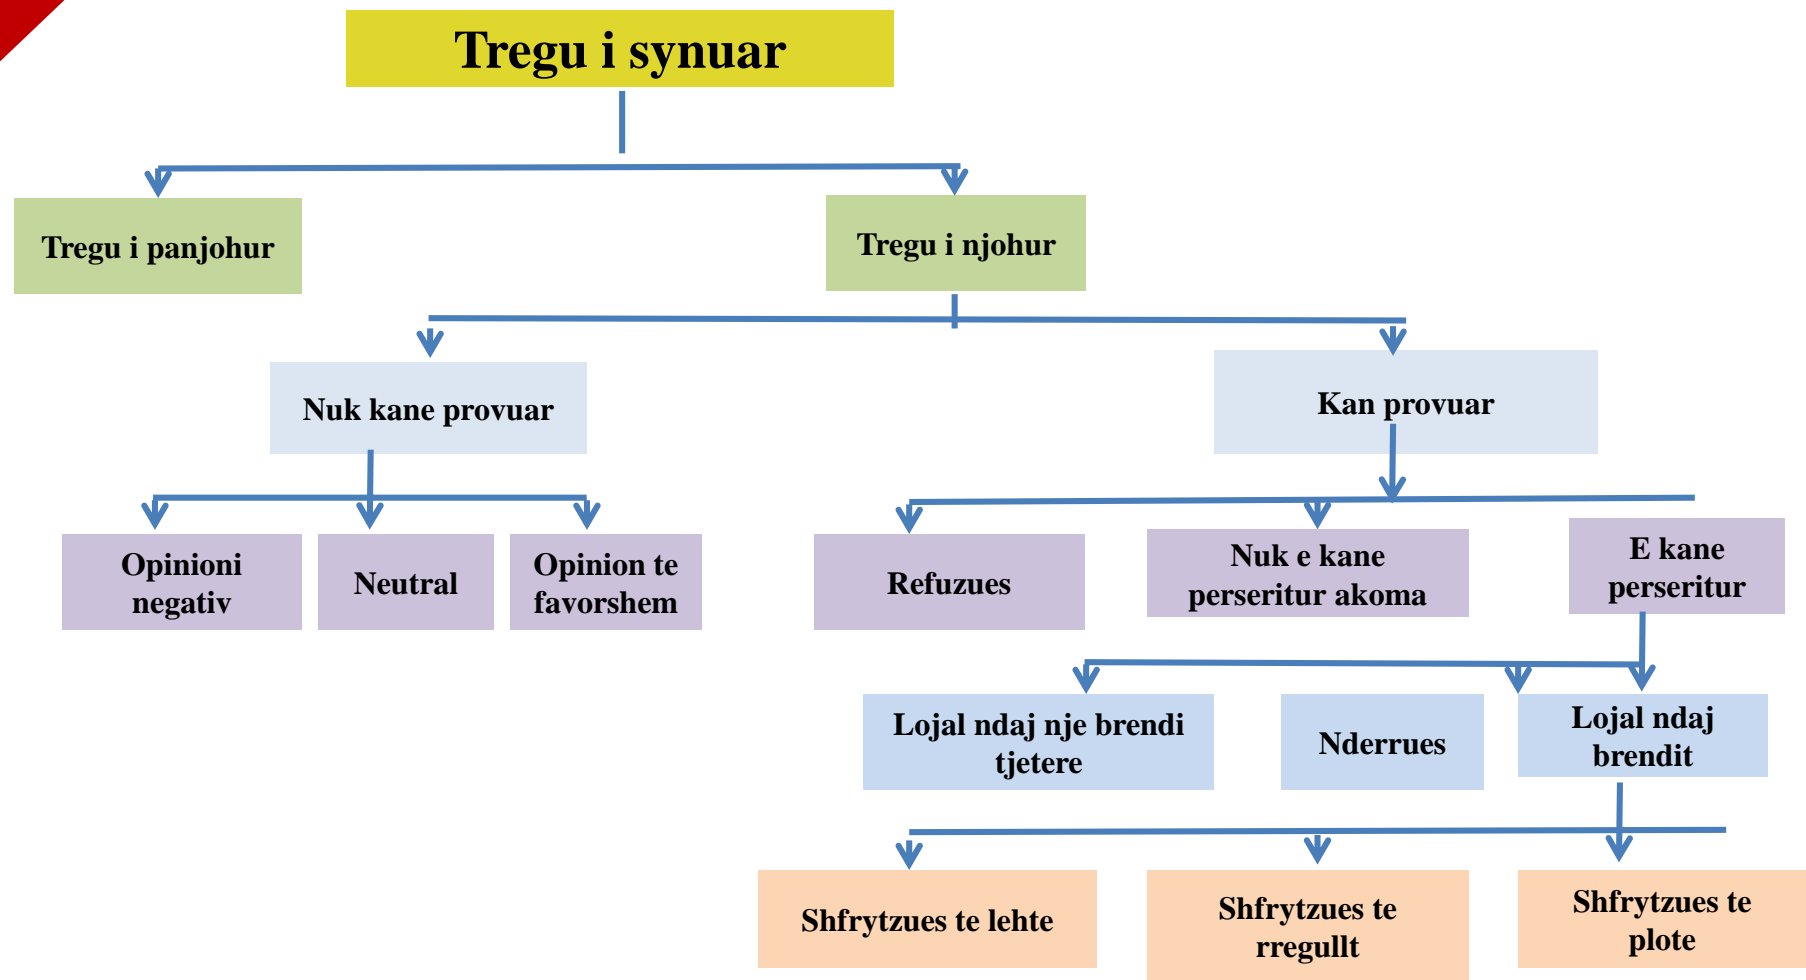 Tregu i synuar
Tregu i panjohur
Tregu i njohur
Nuk kane provuar
Kan provuar
Opinioni
negativ
Neutral
Opinion te
favorshem
Refuzues
Nuk e kane
perseritur akoma
E kane
perseritur
Lojal ndaj nje brendi
tjetere
Nderrues
Lojal ndaj
brendit
Shfrytzues te lehte
Shfrytzues te
rregullt
Shfrytzues te
plote